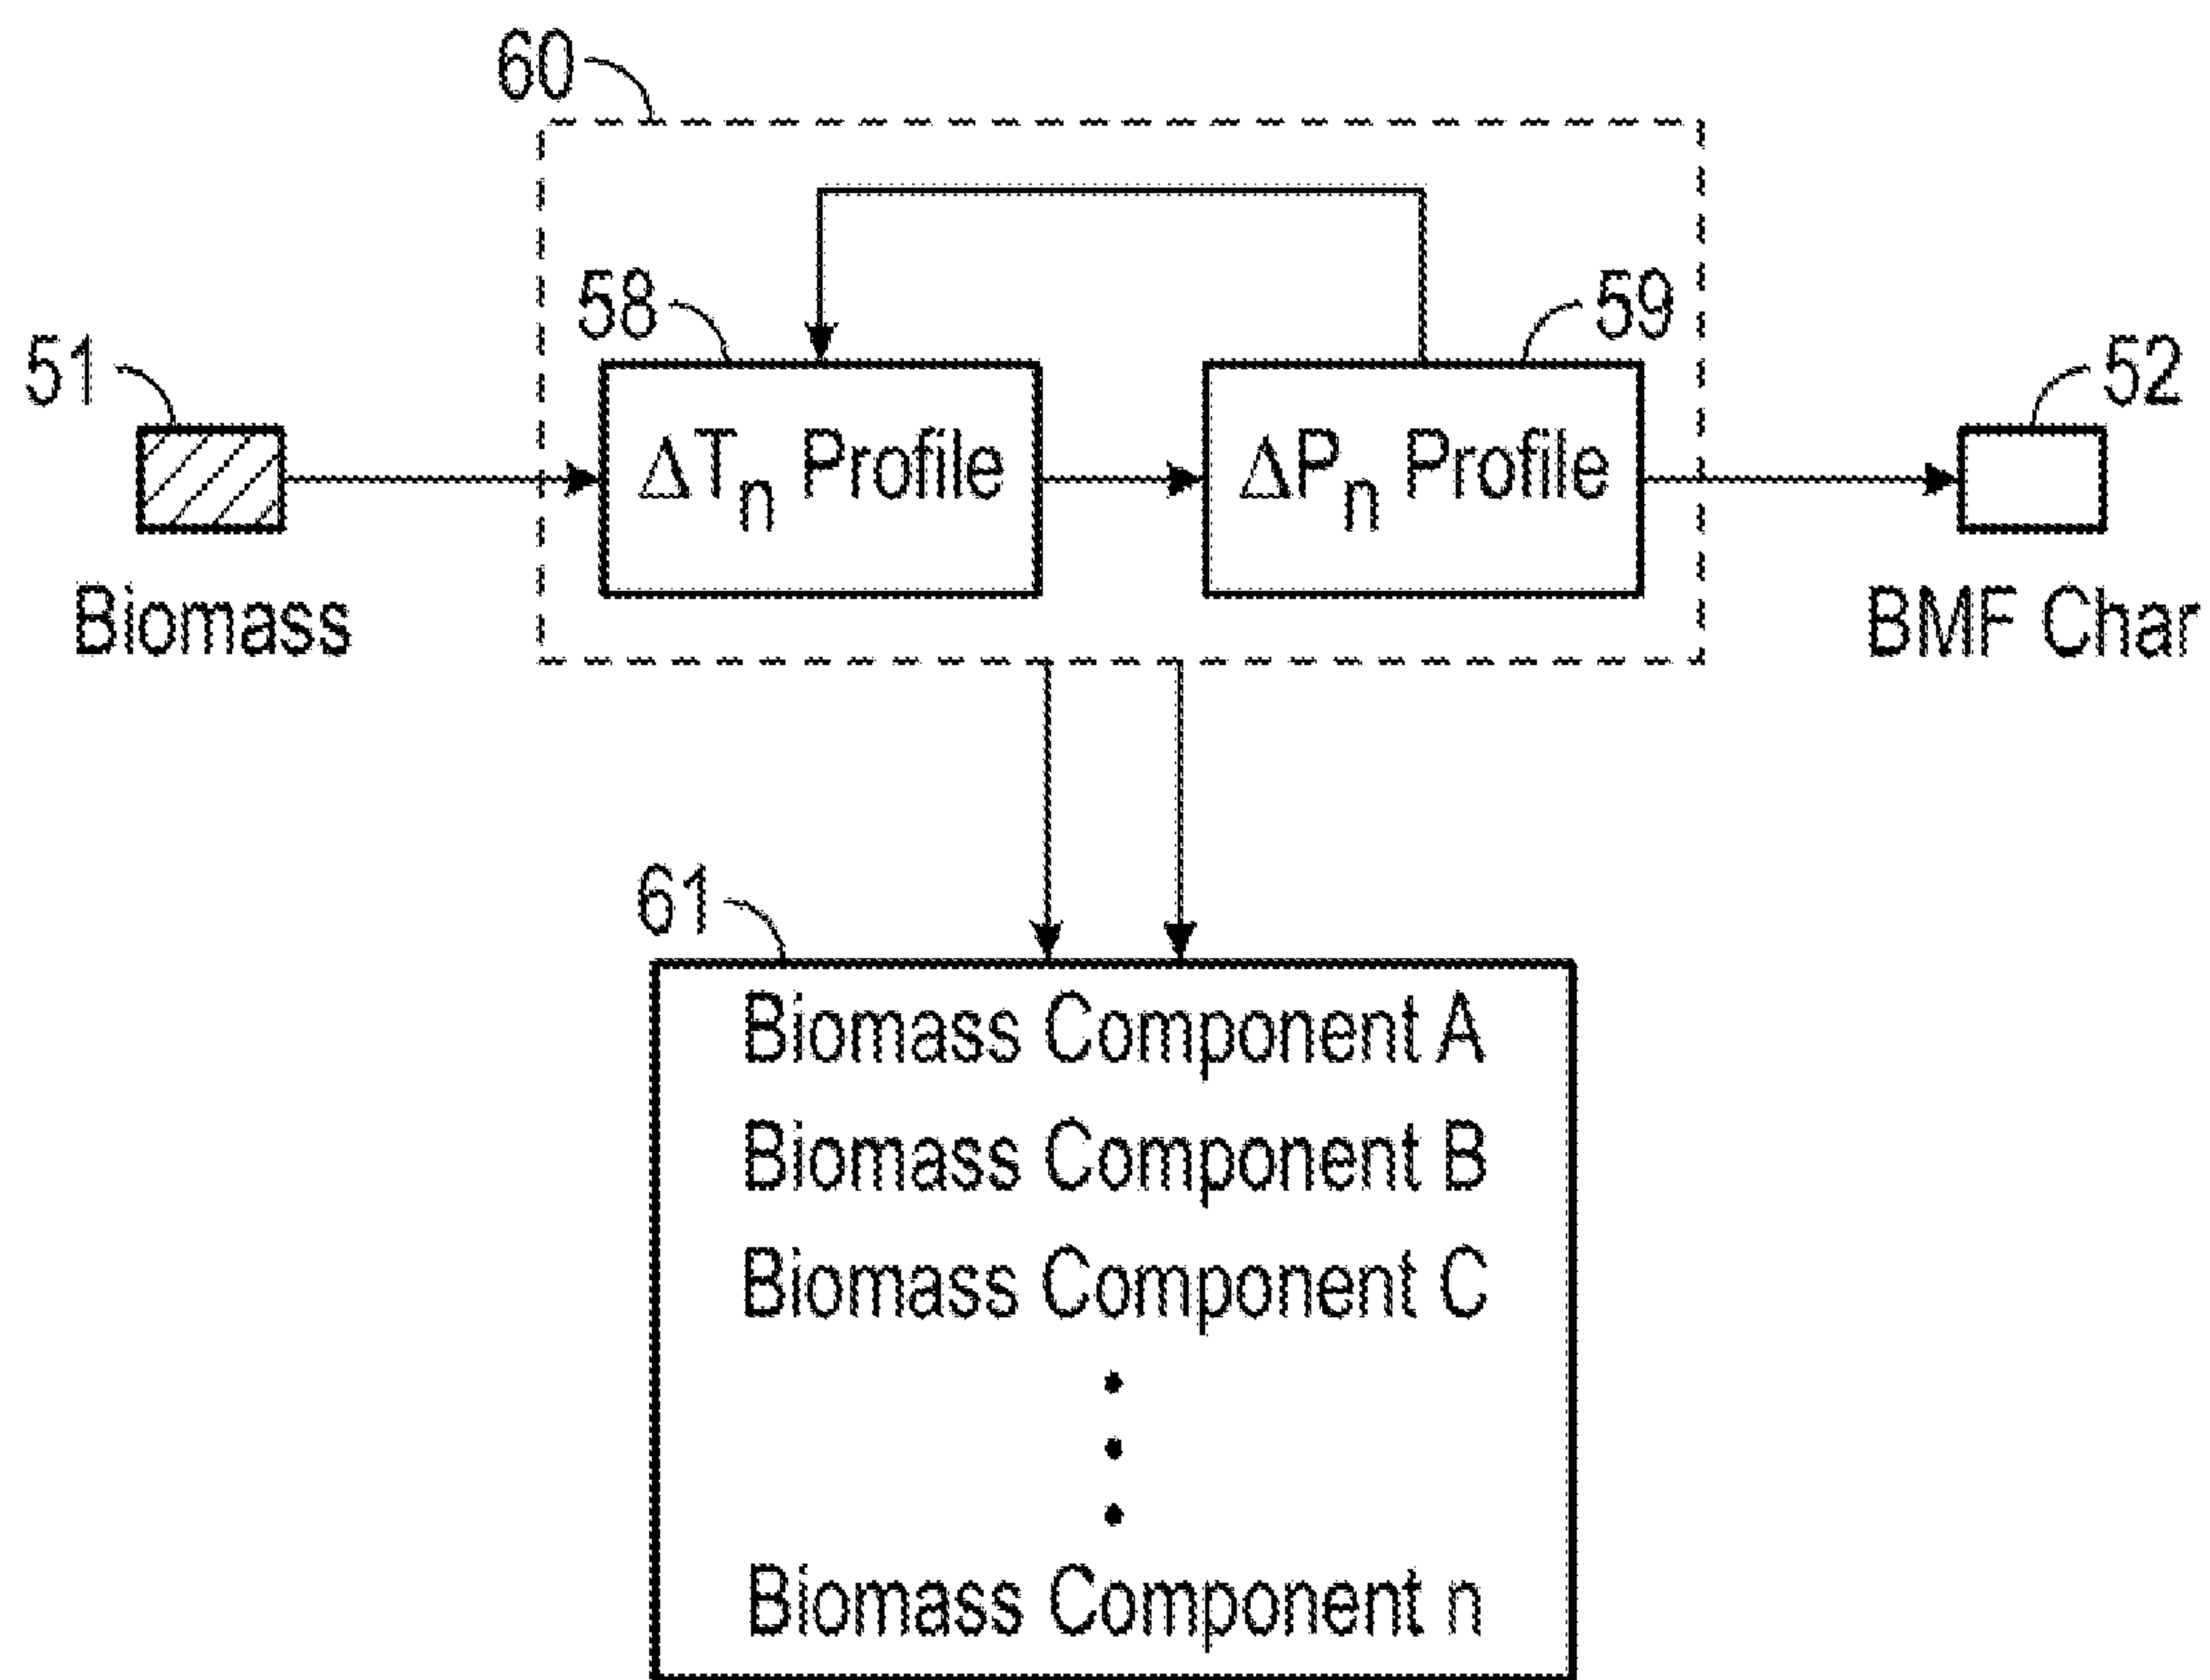 60
58
59
51
52
ΔTn Profile
ΔPn Profile
Biomass
BMF Char
61
Biomass Component A
Biomass Component B
Biomass Component C
Biomass Component n